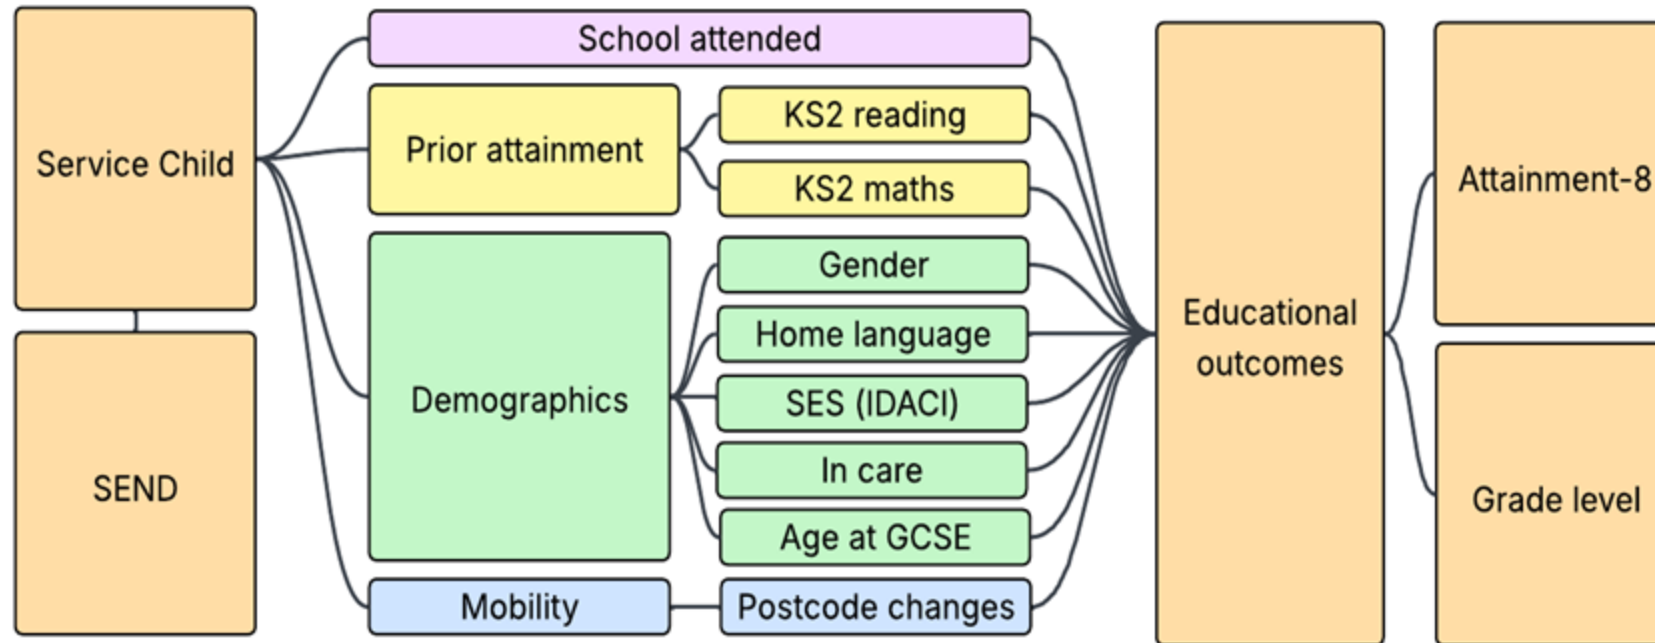 Service Child
SEND
School attended
Prior attainment
KS2 reading
KS2 maths
Demographics
Gender
Home language
SES (IDACI)
In care
Age at GCSE
Mobility
Postcode changes
Educational
outcomes
Attainment-8
Grade level